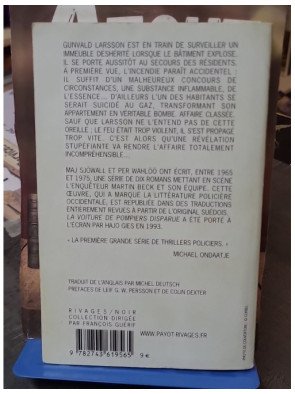 GUNVALD LARSSON EST EN TRAIN DE SURVEILLER UN
IMMEUBLE DÉSHÉRITÉ LORSQUE LE BÂTIMENT EXPLOSE.
IL SE PORTE AUSSITÔT AU SECOURS DES RÉSIDENTS.
À PREMIÈRE VUE, L'INCENDIE PARAÎT ACCIDENTEL ;
IL SUFFIT D'UN MALHEUREUX CONCOURS DE
CIRCONSTANCES, UNE SUBSTANCE INFLAMMABLE, DE
L'ESSENCE... D'AILLEURS L'UN DES HABITANTS SE
SERAIT SUICIDÉ AU GAZ, TRANSFORMANT SON
APPARTEMENT EN VÉRITABLE BOMBE. AFFAIRE CLASSÉE.
SAUF QUE LARSSON NE L'ENTEND PAS DE CETTE
OREILLE. LE FEU ÉTAIT TROP VIOLENT, IL S'EST PROPAGÉ
TROP VITE. C'EST ALORS QU'UNE RÉVÉLATION
STUPÉFIANTE VA RENDRE L'AFFAIRE TOTALEMENT
INCOMPRÉHENSIBLE...
MAJ SJÖWALL ET PER WAHLÖÖ ONT ÉCRIT, ENTRE 1965
ET 1975, UNE SÉRIE DE DIX ROMANS METTANT EN SCÈNE
L'ENQUÊTEUR MARTIN BECK ET SON ÉQUIPE. CETTE
ŒUVRE, QUI A MARQUÉ LA LITTÉRATURE POLICIÈRE
OCCIDENTALE, EST REPUBLIÉE DANS DES TRADUCTIONS
ENTIÈREMENT REVUES À PARTIR DE L'ORIGINAL SUÉDOIS.
LA VOITURE DE POMPIERS DISPARUE A ÉTÉ PORTÉ À
L'ÉCRAN PAR HAJO GIES EN 1993.
« LA PREMIÈRE GRANDE SÉRIE DE THRILLERS POLICIERS. »
MICHAEL ONDAATJE
TRADUIT DE L'ANGLAIS PAR MICHEL DEUTSCH
PRÉFACES DE LEIF G. W. PERSSON ET DE COLIN DEXTER
RIVAGES/NOIR
COLLECTION DIRIGÉE
PAR FRANÇOIS GUÉRIF
WWW.PAYOT-RIVAGES.FR
9 782743 619565
9 €